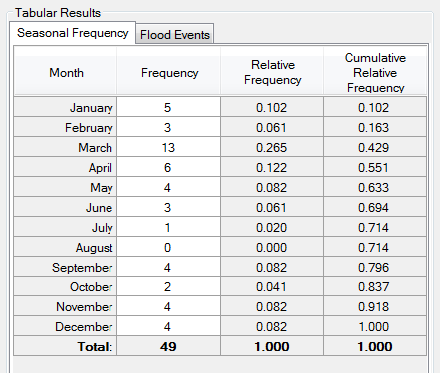 Tabular Results
Seasonal Frequency Flood Events
Month Frequency Relative Frequency Cumulative Relative Frequency
January 5 0.102 0.102
February 3 0.061 0.163
March 13 0.265 0.429
April 6 0.122 0.551
May 4 0.082 0.633
June 3 0.061 0.694
July 1 0.020 0.714
August 0 0.000 0.714
September 4 0.082 0.796
October 2 0.041 0.837
November 4 0.082 0.918
December 4 0.082 1.000
Total: 49 1.000 1.000